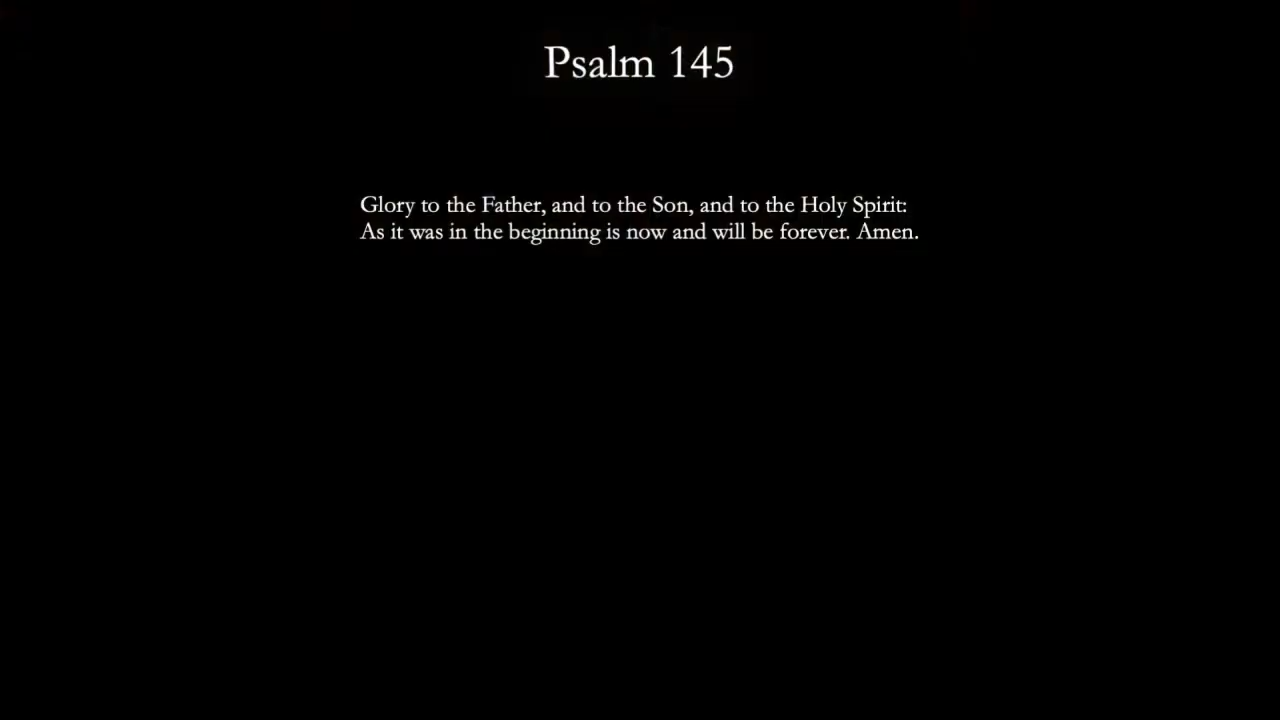 Psalm 145
Glory to the Father, and to the Son, and to the Holy Spirit:
As it was in the beginning is now and will be forever. Amen.